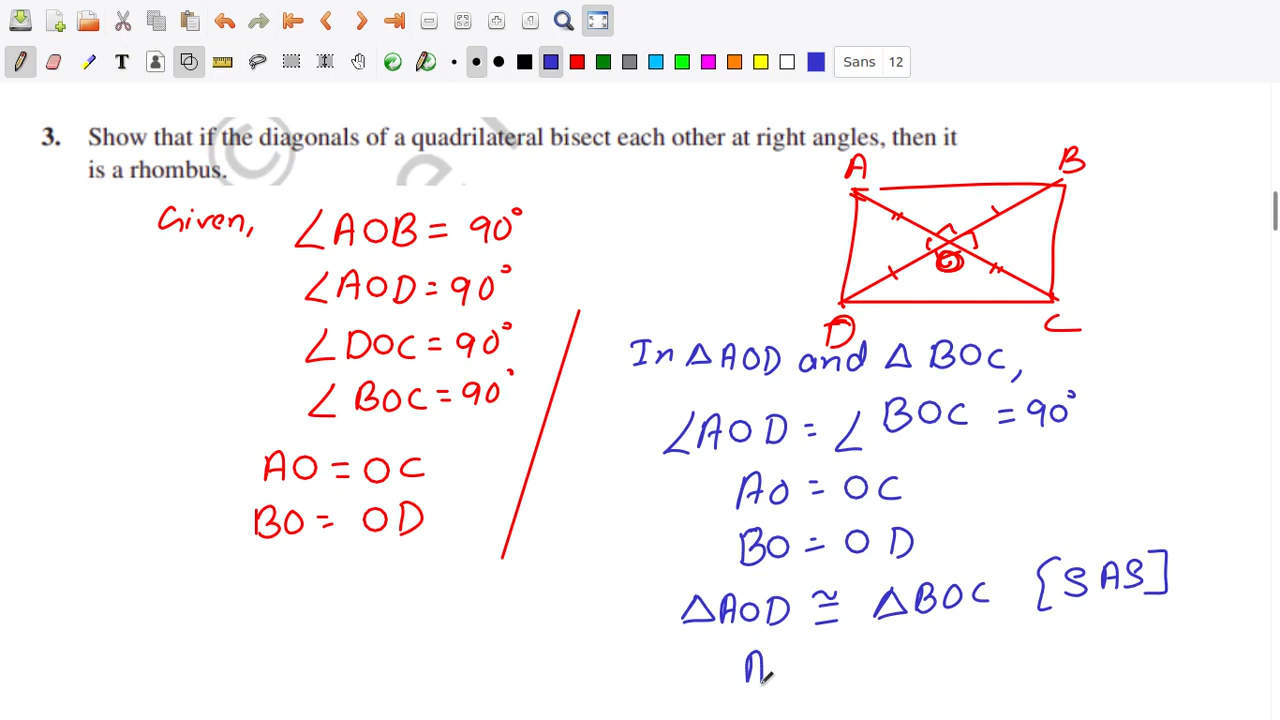 Sans 12
3. Show that if the diagonals of a quadrilateral bisect each other at right angles, then it
is a rhombus.
Given, ∠AOB = 90°
∠AOD = 90°
∠DOC = 90°
∠BOC = 90°
AO = OC
BO = OD
A B
O
D C
In △AOD and △BOC,
∠AOD = ∠BOC = 90°
AO = OC
BO = OD
△AOD ≅ △BOC [SAS]